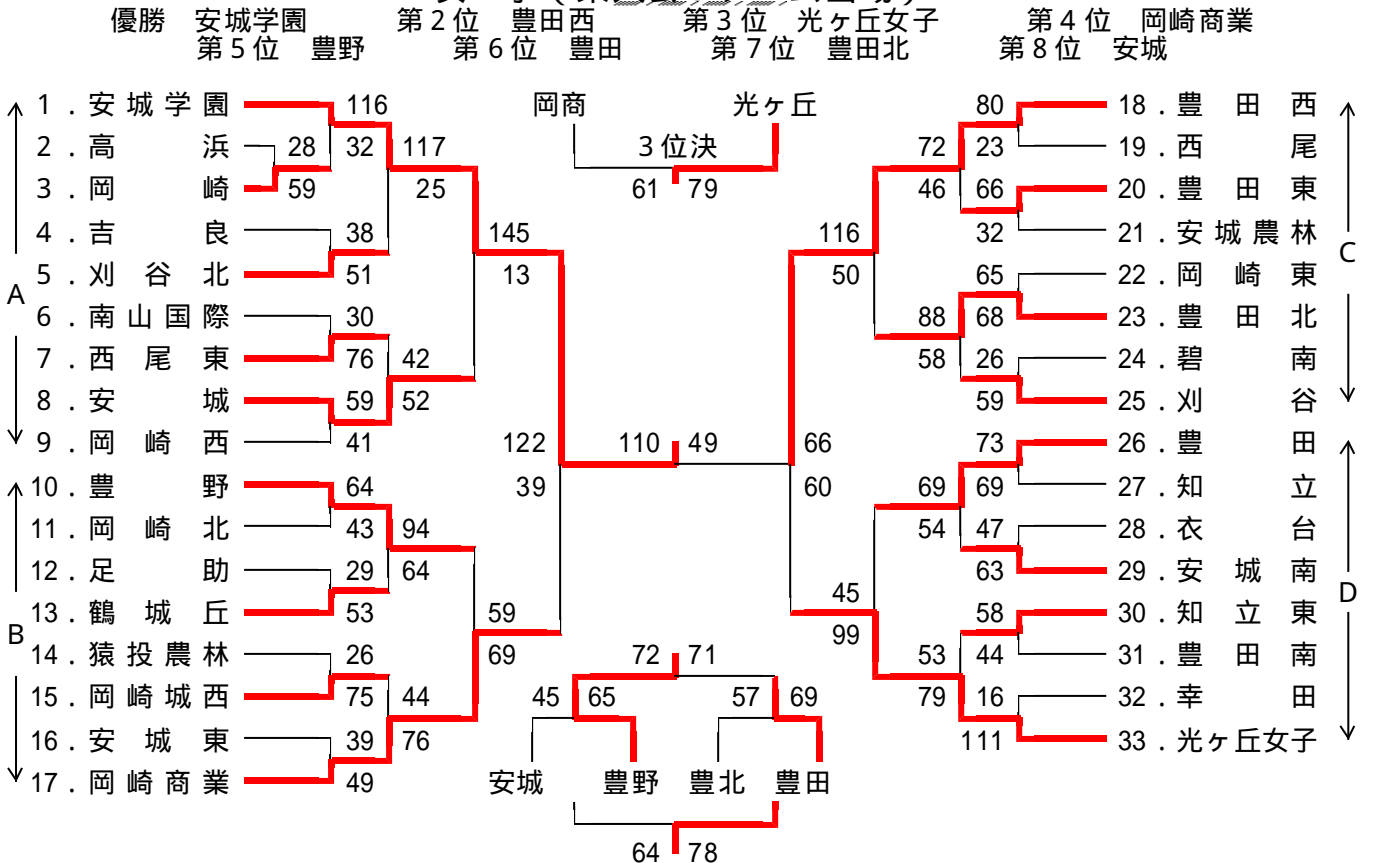 優勝 安城学園 第2位 豊田西 第3位 光ヶ丘女子 第4位 岡崎商業
第5位 豊野 第6位 豊田 第7位 豊田北 第8位 安城
1．安城学園 116 岡商 光ヶ丘 80 18．豊田西
2．高浜 28 32 117 3位決 72 23 19．西尾
3．岡崎 59 25 61 79 46 66 20．豊田東
4．吉良 38 145 116 32 21．安城農林
A 5．刈谷北 51 13 50 65 22．岡崎東 C
6．南山国際 30 88 68 23．豊田北
7．西尾東 76 42 58 26 24．碧南
8．安城 59 52 59 25．刈谷
9．岡崎西 41 122 110 49 66 73 26．豊田
10．豊野 64 39 60 69 69 27．知立
11．岡崎北 43 94 54 47 28．衣台
12．足助 29 64 63 29．安城南
B 13．鶴城丘 53 59 45 58 30．知立東 D
14．猿投農林 26 69 72 71 99 53 44 31．豊田南
15．岡崎城西 75 44 45 65 57 69 79 16 32．幸田
16．安城東 39 76 111 33．光ヶ丘女子
17．岡崎商業 49 安城 豊野 豊北 豊田
64 78